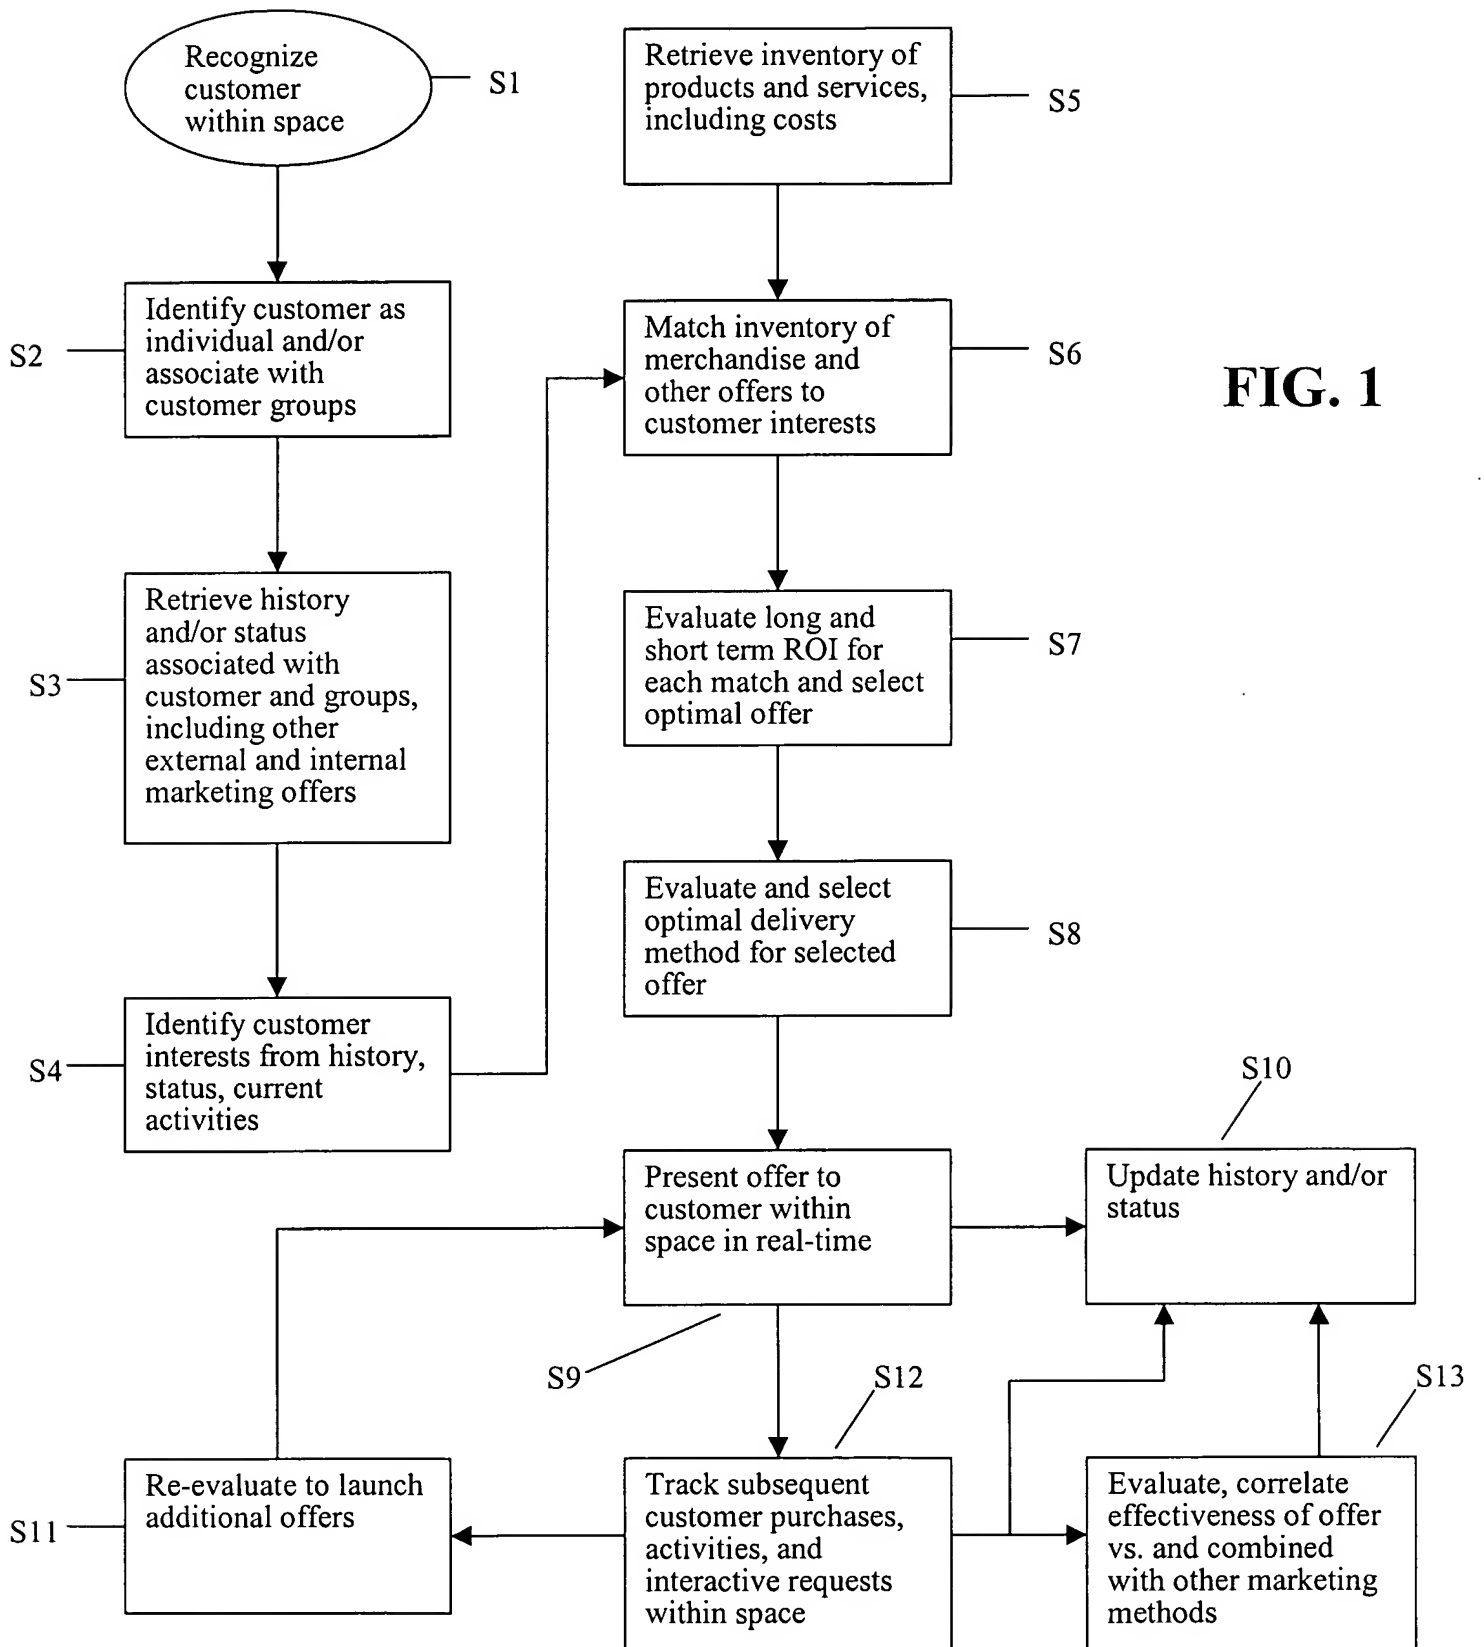 Recognize
customer
within space
S1
Identify customer as
individual and/or
associate with
customer groups
S2
Retrieve history
and/or status
associated with
customer and groups,
including other
external and internal
marketing offers
S3
Identify customer
interests from history,
status, current
activities
S4
Retrieve inventory of
products and services,
including costs
S5
Match inventory of
merchandise and
other offers to
customer interests
S6
FIG. 1
Evaluate long and
short term ROI for
each match and select
optimal offer
S7
Evaluate and select
optimal delivery
method for selected
offer
S8
Present offer to
customer within
space in real-time
S9
S10
Update history and/or
status
Re-evaluate to launch
additional offers
S11
S12
Track subsequent
customer purchases,
activities, and
interactive requests
within space
S13
Evaluate, correlate
effectiveness of offer
vs. and combined
with other marketing
methods